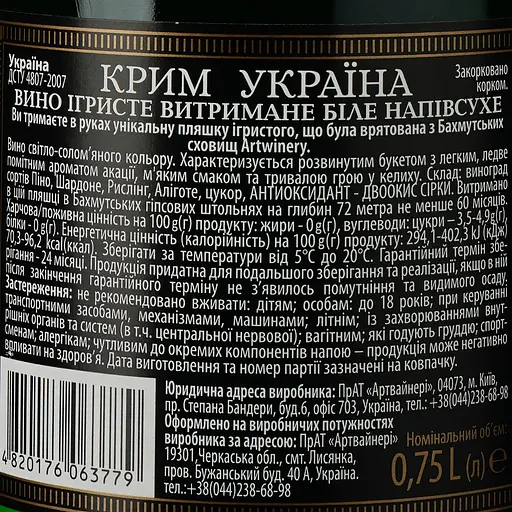 Україна
ДСТУ 4807-2007
КРИМ УКРАЇНА
Закорковано
корком.
ВИНО ІГРИСТЕ ВИТРИМАНЕ БІЛЕ НАПІВСУХЕ
Ви тримаєте в руках унікальну пляшку ігристого, що була врятована з Бахмутських
сховищ Artwinery.
Вино світло-солом'яного кольору. Характеризується розвинутим букетом з легким, ледве
помітним ароматом акації, м'яким смаком та тривалою грою у келиху. Склад: виноград
сортів Піно, Шардоне, Рислінг, Аліготе, цукор, АНТИОКСИДАНТ - ДВООКИС СІРКИ. Витримано
в цій пляшці в Бахмутських гіпсових штольнях на глибин 72 метра не менше 60 місяців.
Харчова/поживна цінність на 100 g(г) продукту: жири - 0 g(г), вуглеводи: цукри – 3,5-4,9g(г),
білки - 0 g(г). Енергетична цінність (калорійність) на 100 g(г) продукту: 294,1-402,3 kJ (кДж)
70,3-96,2 kcal(ккал). Зберігати за температури від 5°С до 20°С. Гарантійний термін збе-
рігання - 24 місяці. Продукція придатна для подальшого зберігання та реалізації, якщо в ній
після закінчення гарантійного терміну не з'явилось помутніння та видимого осаду.
Застереження: не рекомендовано вживати: дітям; особам: до 18 років; при керуванні
транспортними засобами, механізмами, машинами; літнім; із захворюваннями внут-
рішніх органів та систем (в т.ч. центральної нервової); вагітним; які годують груддю; спорт-
сменам; алергікам; чутливим до окремих компонентів напою – продукція може негативно
впливати на здоров'я. Дата виготовлення та номер партії зазначені на ковпачку.
Юридична адреса виробника: ПрАТ «Артвайнері», 04073, м. Київ,
пр. Степана Бандери, буд.6, офіс 703, Україна, тел.:+38(044)238-68-98
Оформлено на виробничих потужностях
виробника за адресою: ПрАТ «Артвайнері»
19301,Черкаська обл., смт. Лисянка,
пров. Бужанський буд. 40 А, Україна.
тел.:+38(044)238-68-98
Номінальний об'єм:
0,75 L (л) e
4 820176 063779